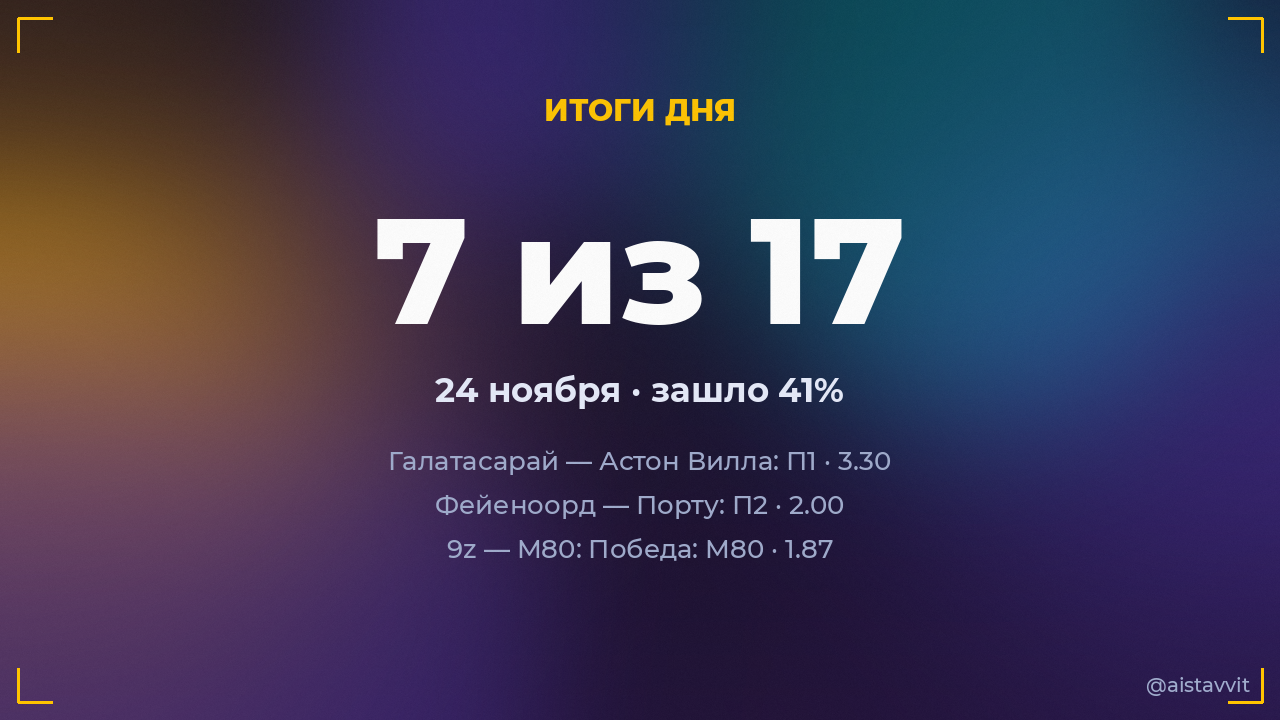 ИТОГИ ДНЯ
7 из 17
24 ноября · зашло 41%
Галатасарай — Астон Вилла: П1 · 3.30
Фейеноорд — Порту: П2 · 2.00
9z — M80: Победа: M80 · 1.87
@aistavvit